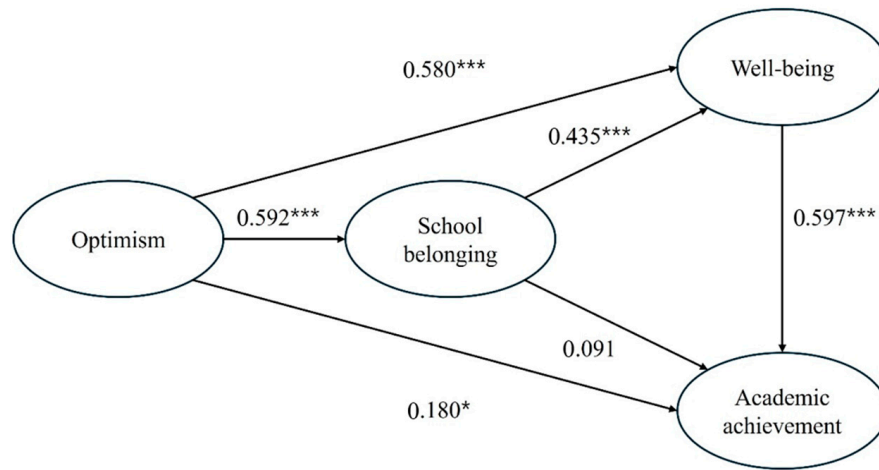 Well-being
0.580***
0.435***
Optimism
0.592***
School
belonging
0.597***
0.091
0.180*
Academic
achievement